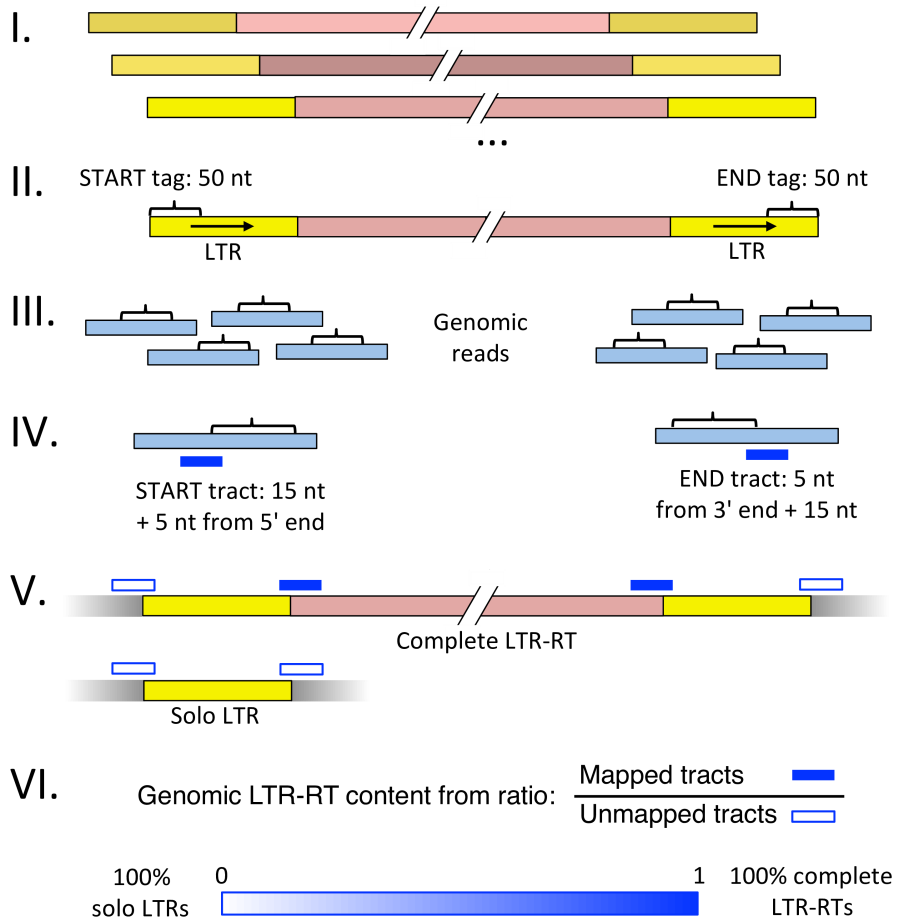 I.
...
II.
START tag: 50 nt
END tag: 50 nt
LTR
LTR
III.
Genomic
reads
IV.
START tract: 15 nt
+ 5 nt from 5' end
END tract: 5 nt
from 3' end + 15 nt
V.
Complete LTR-RT
Solo LTR
VI.
Genomic LTR-RT content from ratio:
Mapped tracts
Unmapped tracts
100%
solo LTRs
0
1
100% complete
LTR-RTs